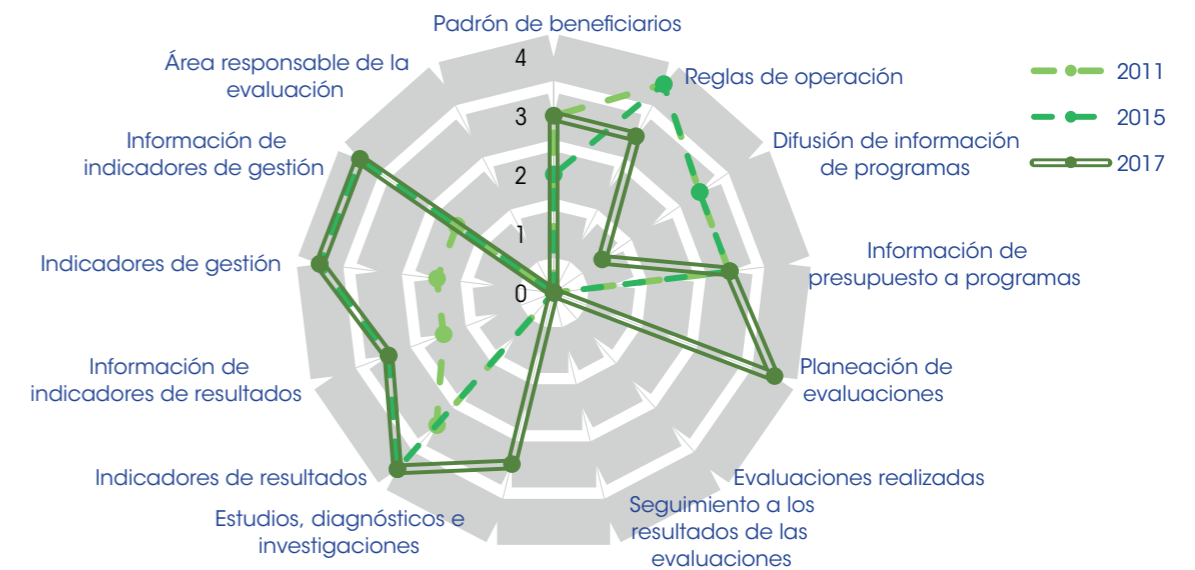 Padrón de beneficiarios
Reglas de operación
Difusión de información
de programas
Información de
presupuesto a programas
Planeación de
evaluaciones
Evaluaciones realizadas
Seguimiento a los
resultados de las
evaluaciones
Estudios, diagnósticos e
investigaciones
Indicadores de resultados
Información de
indicadores de resultados
Indicadores de gestión
Información de
indicadores de gestión
Área responsable de la
evaluación
4
3
2
1
0
2011
2015
2017